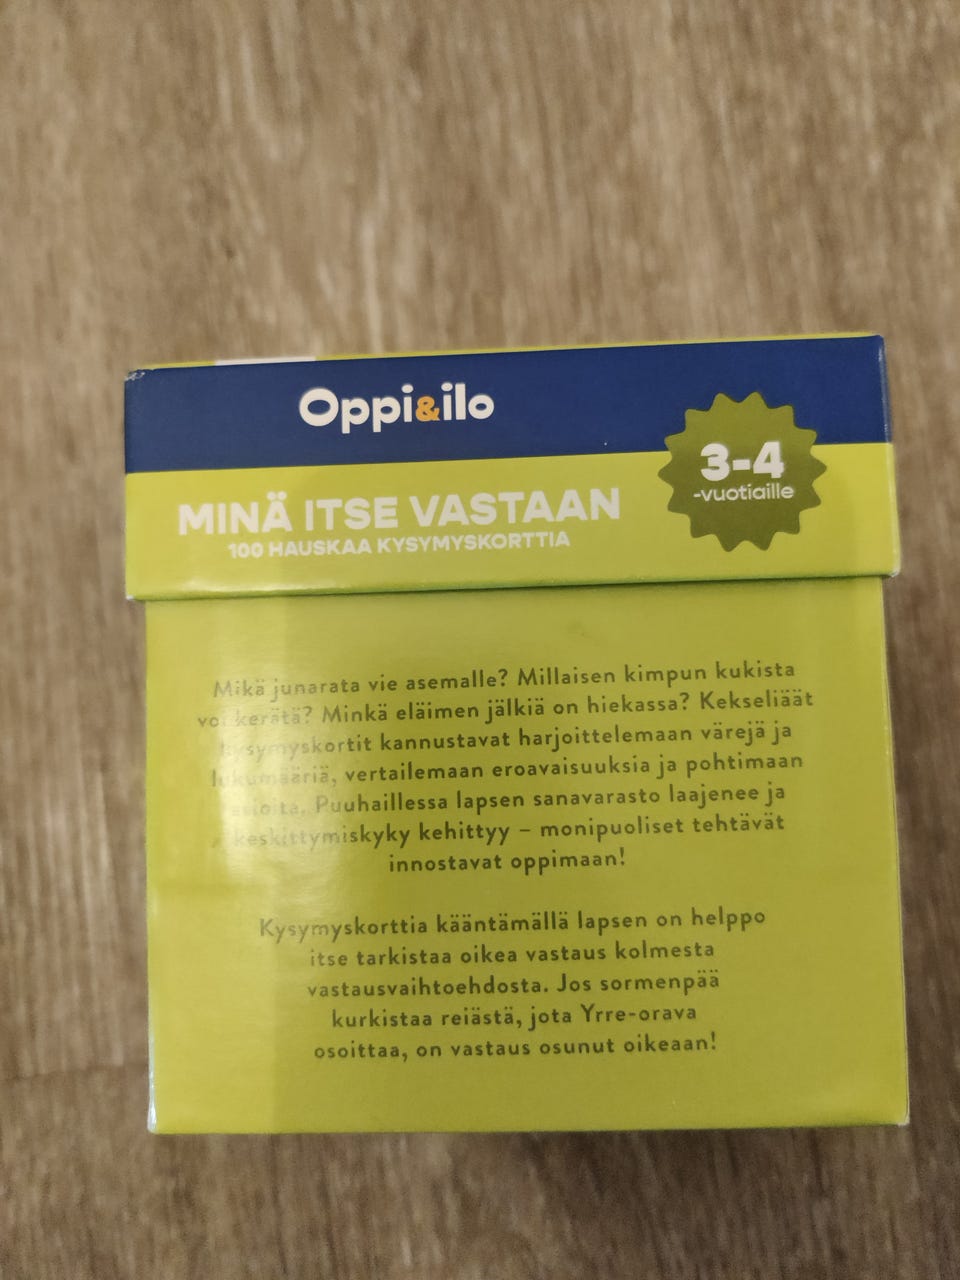 Oppi&ilo
3-4
-vuotiaille
MINÄ ITSE VASTAAN
100 HAUSKAA KYSYMYSKORTTIA
Mikä junarata vie asemalle? Millaisen kimpun kukista
voi kerätä? Minkä eläimen jälkiä on hiekassa? Kekseliäät
kysymyskortit kannustavat harjoittelemaan värejä ja
lukumääriä, vertailemaan eroavaisuuksia ja pohtimaan
asioita. Puuhaillessa lapsen sanavarasto laajenee ja
keskittymiskyky kehittyy – monipuoliset tehtävät
innostavat oppimaan!
Kysymyskorttia kääntämällä lapsen on helppo
itse tarkistaa oikea vastaus kolmesta
vastausvaihtoehdosta. Jos sormenpää
kurkistaa reiästä, jota Yrre-orava
osoittaa, on vastaus osunut oikeaan!